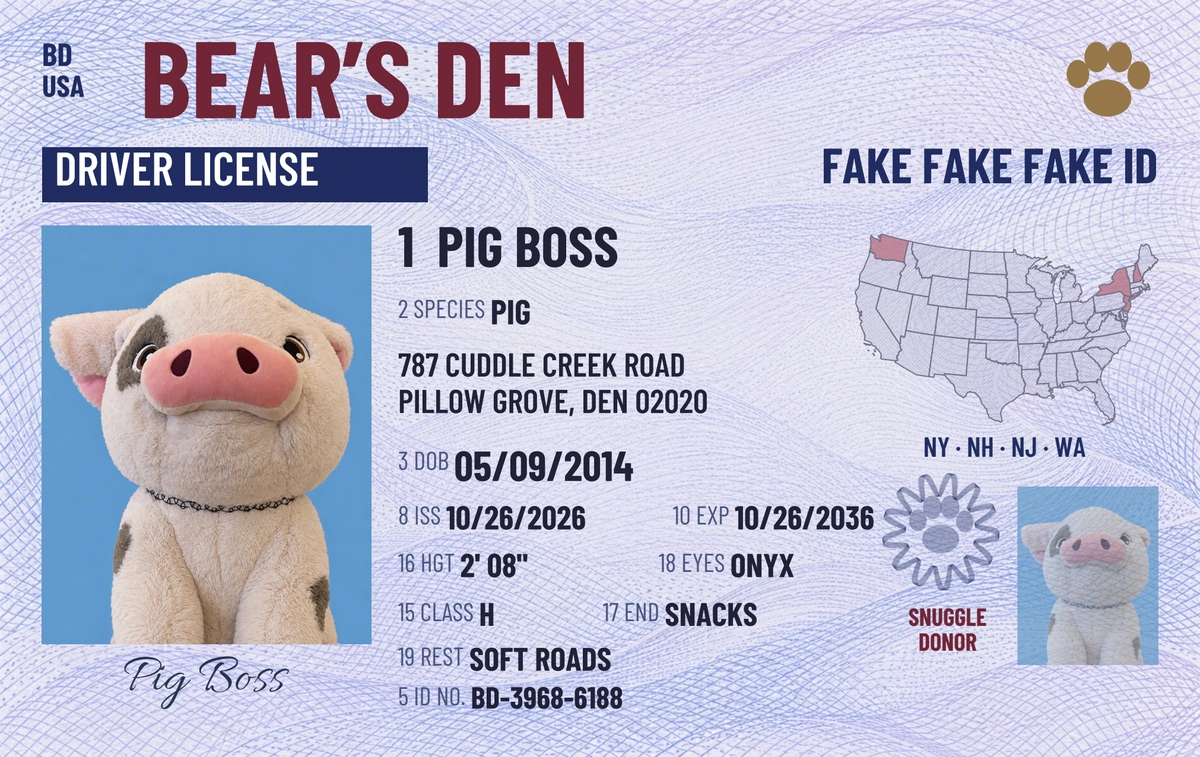 BD
USA
BEAR'S DEN
DRIVER LICENSE
FAKE FAKE FAKE ID
1 PIG BOSS
2 SPECIES PIG
787 CUDDLE CREEK ROAD
PILLOW GROVE, DEN 02020
3 DOB 05/09/2014
8 ISS 10/26/2026 10 EXP 10/26/2036
16 HGT 2' 08" 18 EYES ONYX
15 CLASS H 17 END SNACKS
19 REST SOFT ROADS
5 ID NO. BD-3968-6188
Pig Boss
NY · NH · NJ · WA
SNUGGLE
DONOR